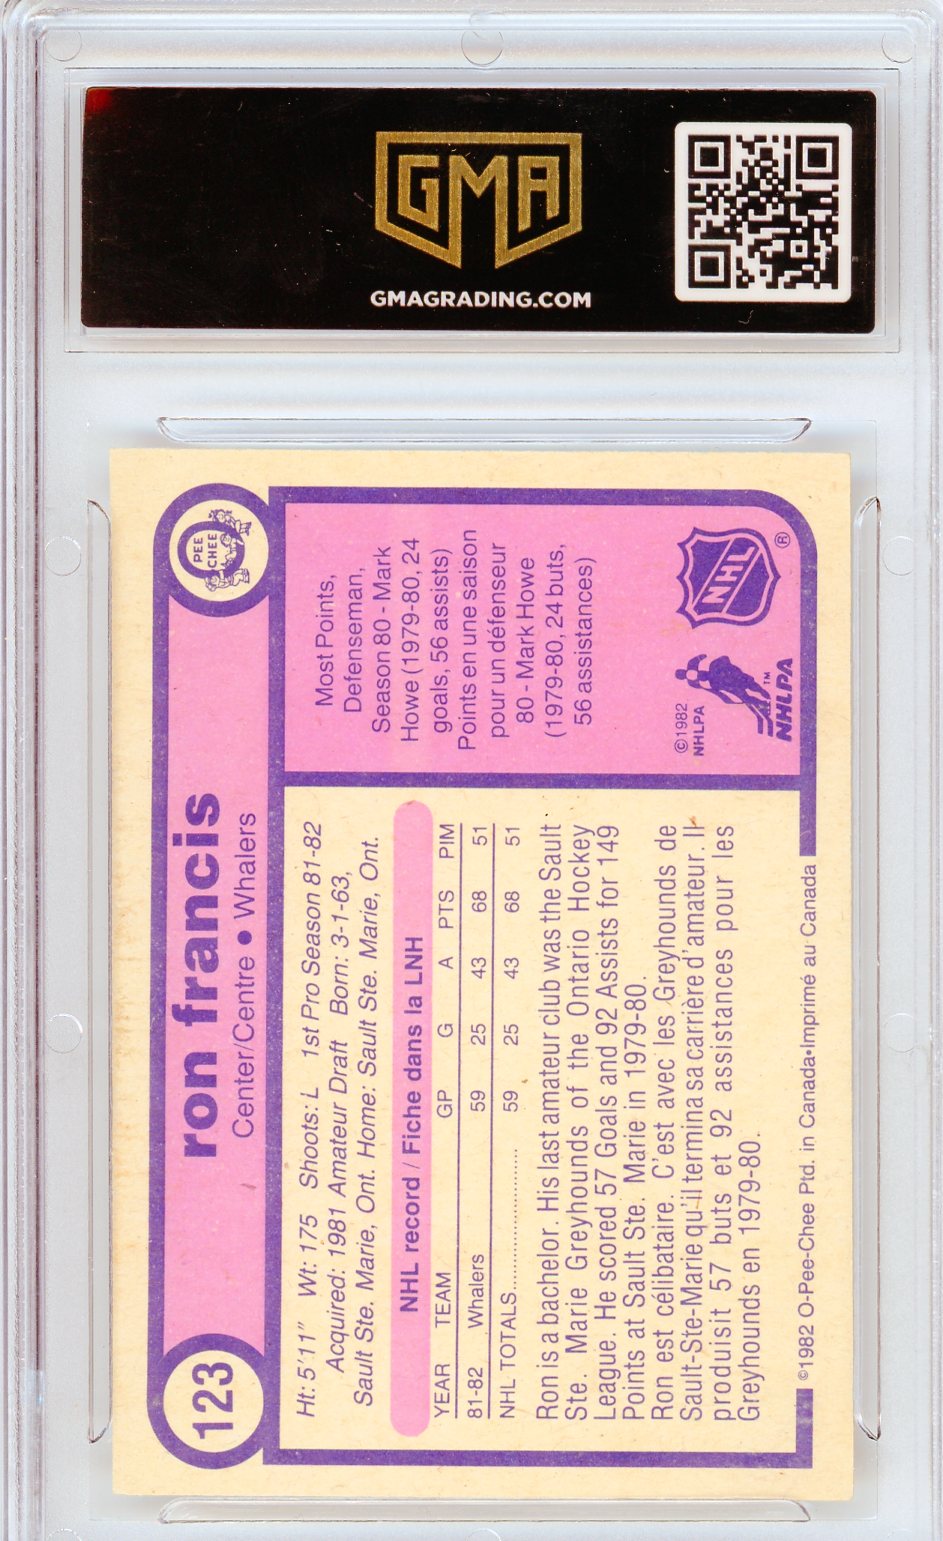 GMA
GMAGRADING.COM
123
ron francis
Center/Centre • Whalers
O
PEE
CHEE
Ht: 5'11" Wt: 175 Shoots: L 1st Pro Season 81-82
Acquired: 1981 Amateur Draft Born: 3-1-63,
Sault Ste. Marie, Ont. Home: Sault Ste. Marie, Ont.
NHL record / Fiche dans la LNH
YEAR TEAM GP G A PTS PIM
81-82 Whalers 59 25 43 68 51
NHL TOTALS................... 59 25 43 68 51
Ron is a bachelor. His last amateur club was the Sault
Ste. Marie Greyhounds of the Ontario Hockey
League. He scored 57 Goals and 92 Assists for 149
Points at Sault Ste. Marie in 1979-80.
Ron est célibataire. C'est avec les Greyhounds de
Sault-Ste-Marie qu'il termina sa carrière d'amateur. Il
produisit 57 buts et 92 assistances pour les
Greyhounds en 1979-80.
Most Points,
Defenseman,
Season 80 - Mark
Howe (1979-80, 24
goals, 56 assists)
Points en une saison
pour un défenseur
80 - Mark Howe
(1979-80, 24 buts,
56 assistances)
©1982
NHLPA
NHLPA™
NHL ®
©1982 O-Pee-Chee Ptd. in Canada•Imprimé au Canada